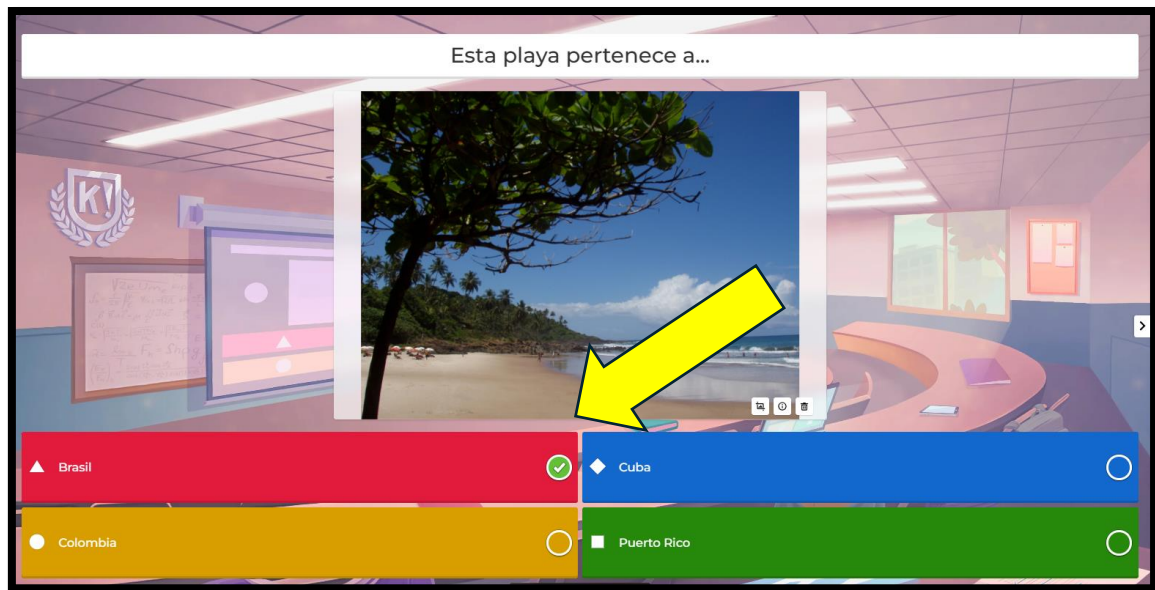 Esta playa pertenece a...
K!
Brasil
Cuba
Colombia
Puerto Rico